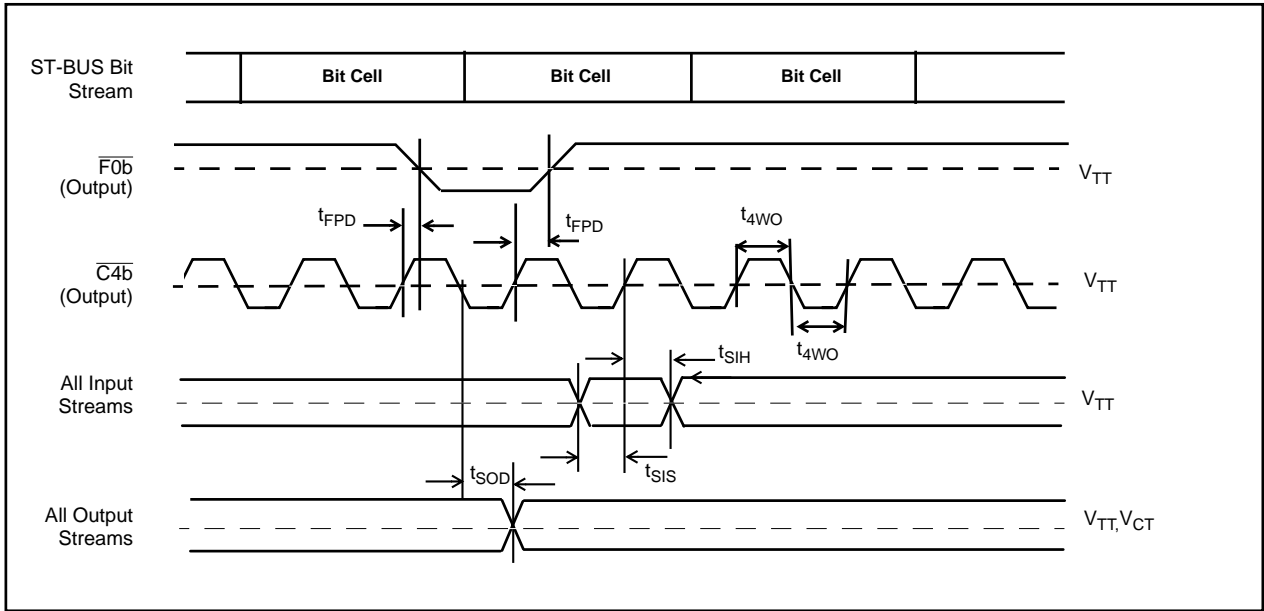 ST-BUS Bit
Stream
Bit Cell
Bit Cell
Bit Cell
F0b
(Output)
VTT
tFPD
tFPD
t4WO
C4b
(Output)
VTT
t4WO
tSIH
All Input
Streams
VTT
tSIS
tSOD
All Output
Streams
VTT,VCT